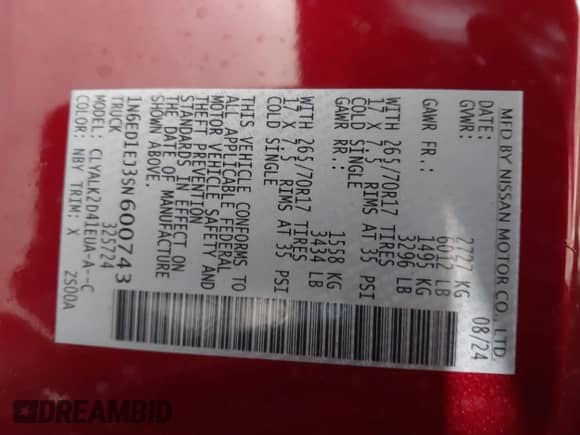 MFD BY NISSAN MOTOR CO., LTD.
DATE: 08/24
GVWR: 2727 KG
6012 LB
GAWR FR.: 1495 KG
3296 LB
WITH 265/70R17 TIRES
17 X 7.5 RIMS AT 35 PSI
COLD SINGLE
GAWR RR: 1558 KG
3434 LB
WITH 265/70R17 TIRES
17 X 7.5 RIMS AT 35 PSI
COLD SINGLE
THIS VEHICLE CONFORMS TO
ALL APPLICABLE FEDERAL
MOTOR VEHICLE SAFETY AND
THEFT PREVENTION
STANDARDS IN EFFECT ON
THE DATE OF MANUFACTURE
SHOWN ABOVE.
1N6ED1EJ3SN600743
TRUCK 325724
CLYALK2D41EUA-A--C
COLOR: NBY TRIM: X 2S00A
DREAMBID